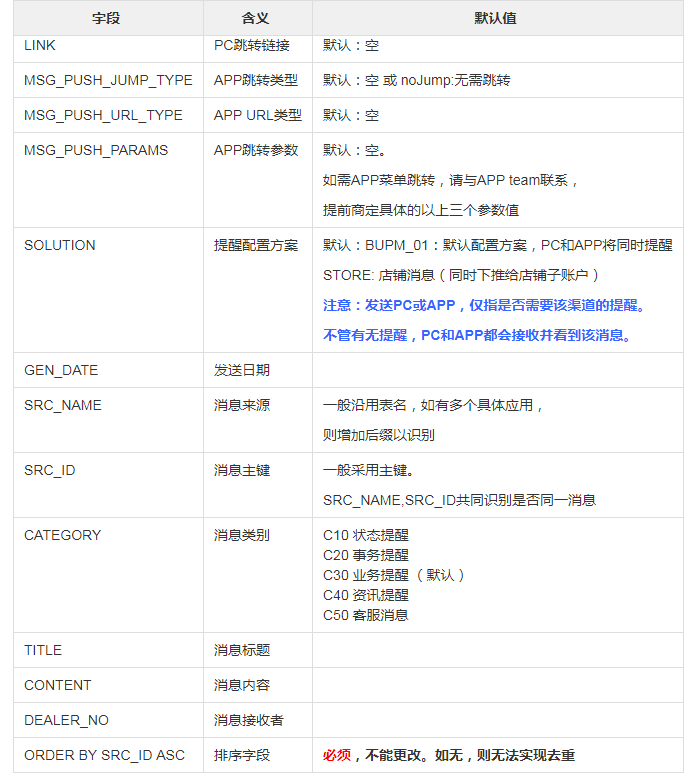 字段 含义 默认值
LINK PC跳转链接 默认：空
MSG_PUSH_JUMP_TYPE APP跳转类型 默认：空 或 noJump:无需跳转
MSG_PUSH_URL_TYPE APP URL类型 默认：空
MSG_PUSH_PARAMS APP跳转参数 默认：空。
如需APP菜单跳转，请与APP team联系，
提前商定具体的以上三个参数值
SOLUTION 提醒配置方案 默认：BUPM_01：默认配置方案，PC和APP将同时提醒
STORE: 店铺消息（同时下推给店铺子账户）
注意：发送PC或APP，仅指是否需要该渠道的提醒。
不管有无提醒，PC和APP都会接收并看到该消息。
GEN_DATE 发送日期
SRC_NAME 消息来源 一般沿用表名，如有多个具体应用，
则增加后缀以识别
SRC_ID 消息主键 一般采用主键。
SRC_NAME,SRC_ID共同识别是否同一消息
CATEGORY 消息类别 C10 状态提醒
C20 事务提醒
C30 业务提醒（默认）
C40 资讯提醒
C50 客服消息
TITLE 消息标题
CONTENT 消息内容
DEALER_NO 消息接收者
ORDER BY SRC_ID ASC 排序字段 必须，不能更改。如无，则无法实现去重